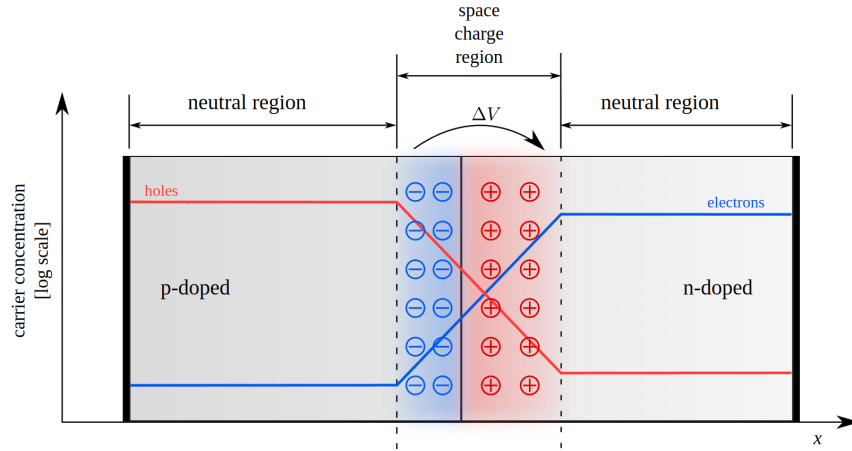 space
charge
region
neutral region
neutral region
ΔV
holes
electrons
carrier concentration
[log scale]
p-doped
n-doped
− − + +
− − + +
− − + +
− − + +
− − + +
− − + +
x